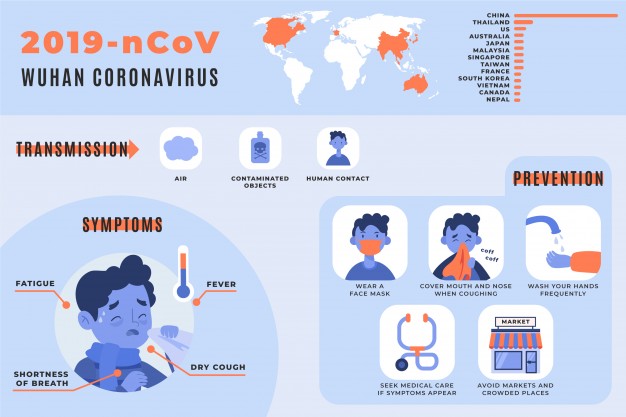 2019-nCoV
WUHAN CORONAVIRUS
CHINA
THAILAND
US
AUSTRALIA
JAPAN
MALAYSIA
SINGAPORE
TAIWAN
FRANCE
SOUTH KOREA
VIETNAM
CANADA
NEPAL
TRANSMISSION
AIR
CONTAMINATED
OBJECTS
HUMAN CONTACT
SYMPTOMS
FATIGUE
FEVER
SHORTNESS
OF BREATH
DRY COUGH
PREVENTION
WEAR A
FACE MASK
coff
coff
COVER MOUTH AND NOSE
WHEN COUGHING
WASH YOUR HANDS
FREQUENTLY
SEEK MEDICAL CARE
IF SYMPTOMS APPEAR
MARKET
AVOID MARKETS AND
CROWDED PLACES